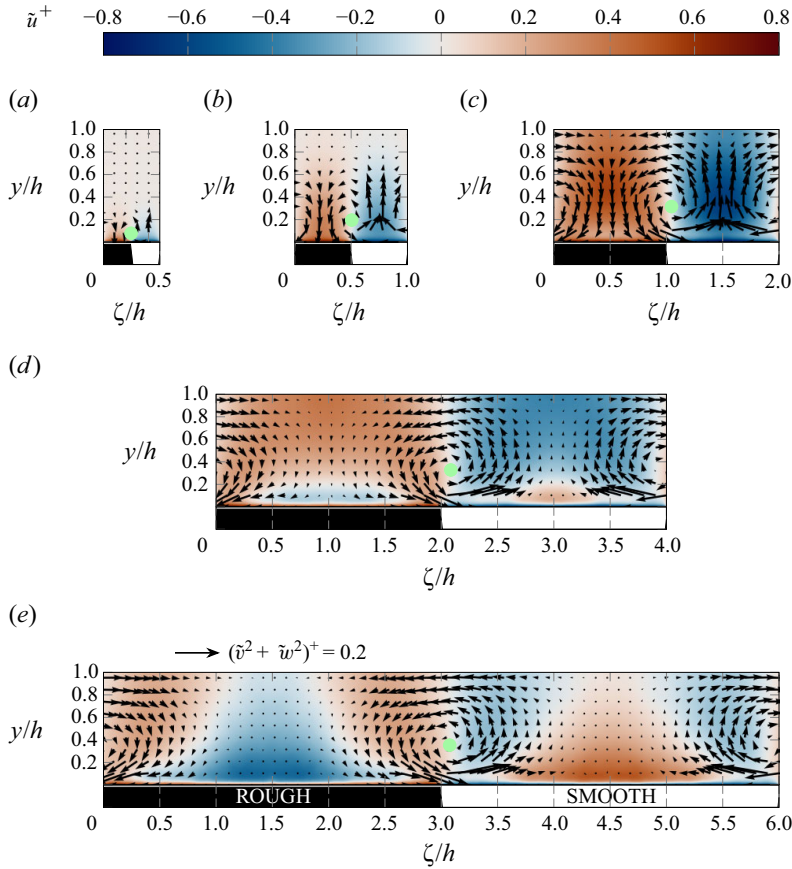 ũ⁺ −0.8 −0.6 −0.4 −0.2 0 0.2 0.4 0.6 0.8
(a) (b) (c)
1.0 1.0 1.0
0.8 0.8 0.8
y/h 0.6 y/h 0.6 y/h 0.6
0.4 0.4 0.4
0.2 0.2 0.2
0 0.5 0 0.5 1.0 0 0.5 1.0 1.5 2.0
ζ/h ζ/h ζ/h
(d)
1.0
0.8
y/h 0.6
0.4
0.2
0 0.5 1.0 1.5 2.0 2.5 3.0 3.5 4.0
ζ/h
(e)
(ṽ² + w̃²)⁺ = 0.2
1.0
0.8
y/h 0.6
0.4
0.2
ROUGH SMOOTH
0 0.5 1.0 1.5 2.0 2.5 3.0 3.5 4.0 4.5 5.0 5.5 6.0
ζ/h